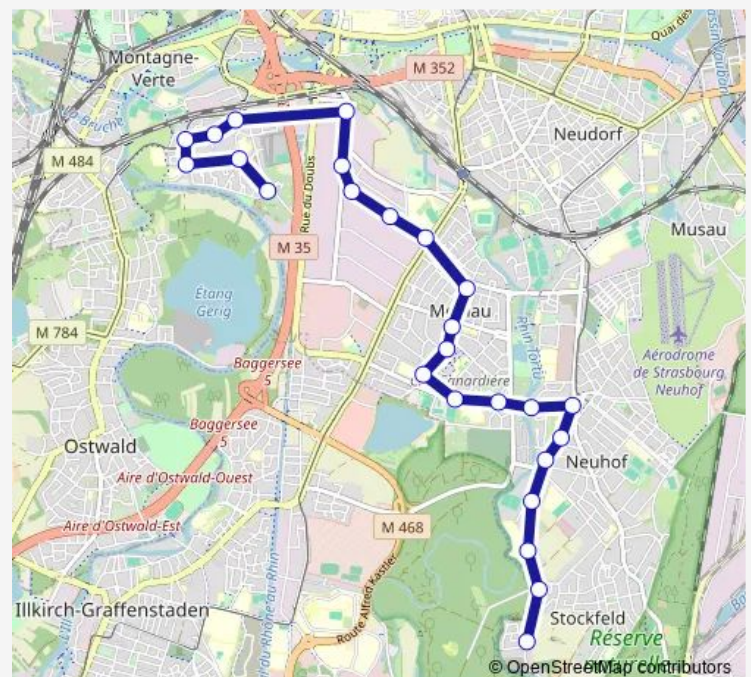 Quai des
Montagne-
Verte
M 352
Neudorf
M 484
Rue du Doubs
Musau
M 35
Étang
Gérig
M 784
Aérodrome
de Strasbourg
Neuhof
Baggersee
5
Baggersee
5
Ostwald
Neuhof
Aire d'Ostwald-Ouest
Aire d'Ostwald-Est
M 468
Route Alfred Kastler
Illkirch-Graffenstaden
Stockfeld
Réserve
© OpenStreetMap contributors